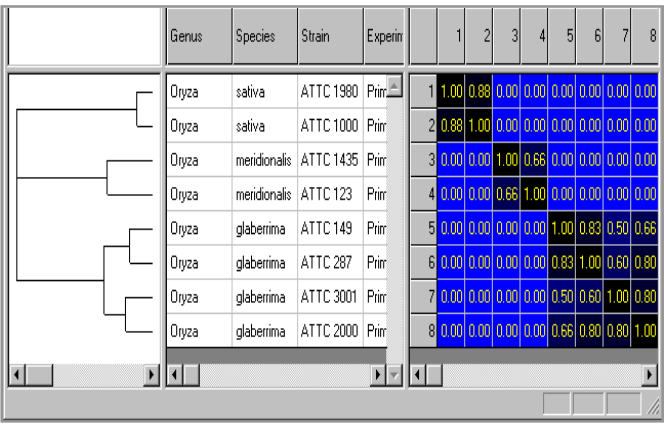 Genus Species Strain Experim 1 2 3 4 5 6 7 8
Oryza sativa ATTC 1980 Prim 1 1.00 0.88 0.00 0.00 0.00 0.00 0.00 0.00
Oryza sativa ATTC 1000 Prim 2 0.88 1.00 0.00 0.00 0.00 0.00 0.00 0.00
Oryza meridionalis ATTC 1435 Prim 3 0.00 0.00 1.00 0.66 0.00 0.00 0.00 0.00
Oryza meridionalis ATTC 123 Prim 4 0.00 0.00 0.66 1.00 0.00 0.00 0.00 0.00
Oryza glaberrima ATTC 149 Prim 5 0.00 0.00 0.00 0.00 1.00 0.83 0.50 0.66
Oryza glaberrima ATTC 287 Prim 6 0.00 0.00 0.00 0.00 0.83 1.00 0.60 0.80
Oryza glaberrima ATTC 3001 Prim 7 0.00 0.00 0.00 0.00 0.50 0.60 1.00 0.80
Oryza glaberrima ATTC 2000 Prim 8 0.00 0.00 0.00 0.00 0.66 0.80 0.80 1.00